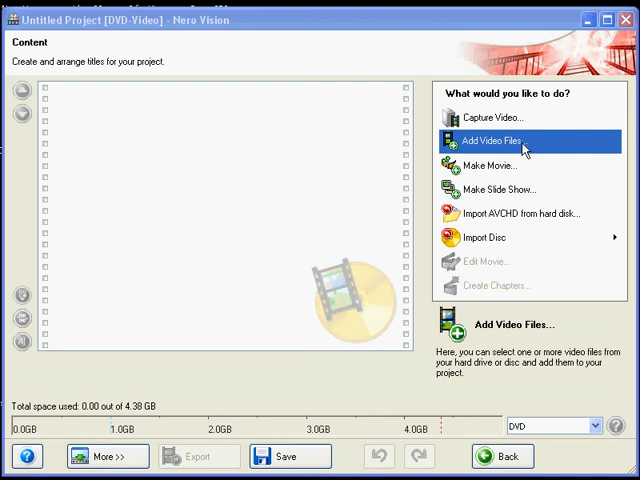 Untitled Project [DVD-Video] - Nero Vision
Content
Create and arrange titles for your project.
What would you like to do?
Capture Video...
Add Video Files...
Make Movie...
Make Slide Show...
Import AVCHD from hard disk...
Import Disc
Edit Movie...
Create Chapters...
Add Video Files...
Here, you can select one or more video files from
your hard drive or disc and add them to your
project.
Total space used: 0.00 out of 4.38 GB
0.0GB 1.0GB 2.0GB 3.0GB 4.0GB
DVD
More >> Export Save Back